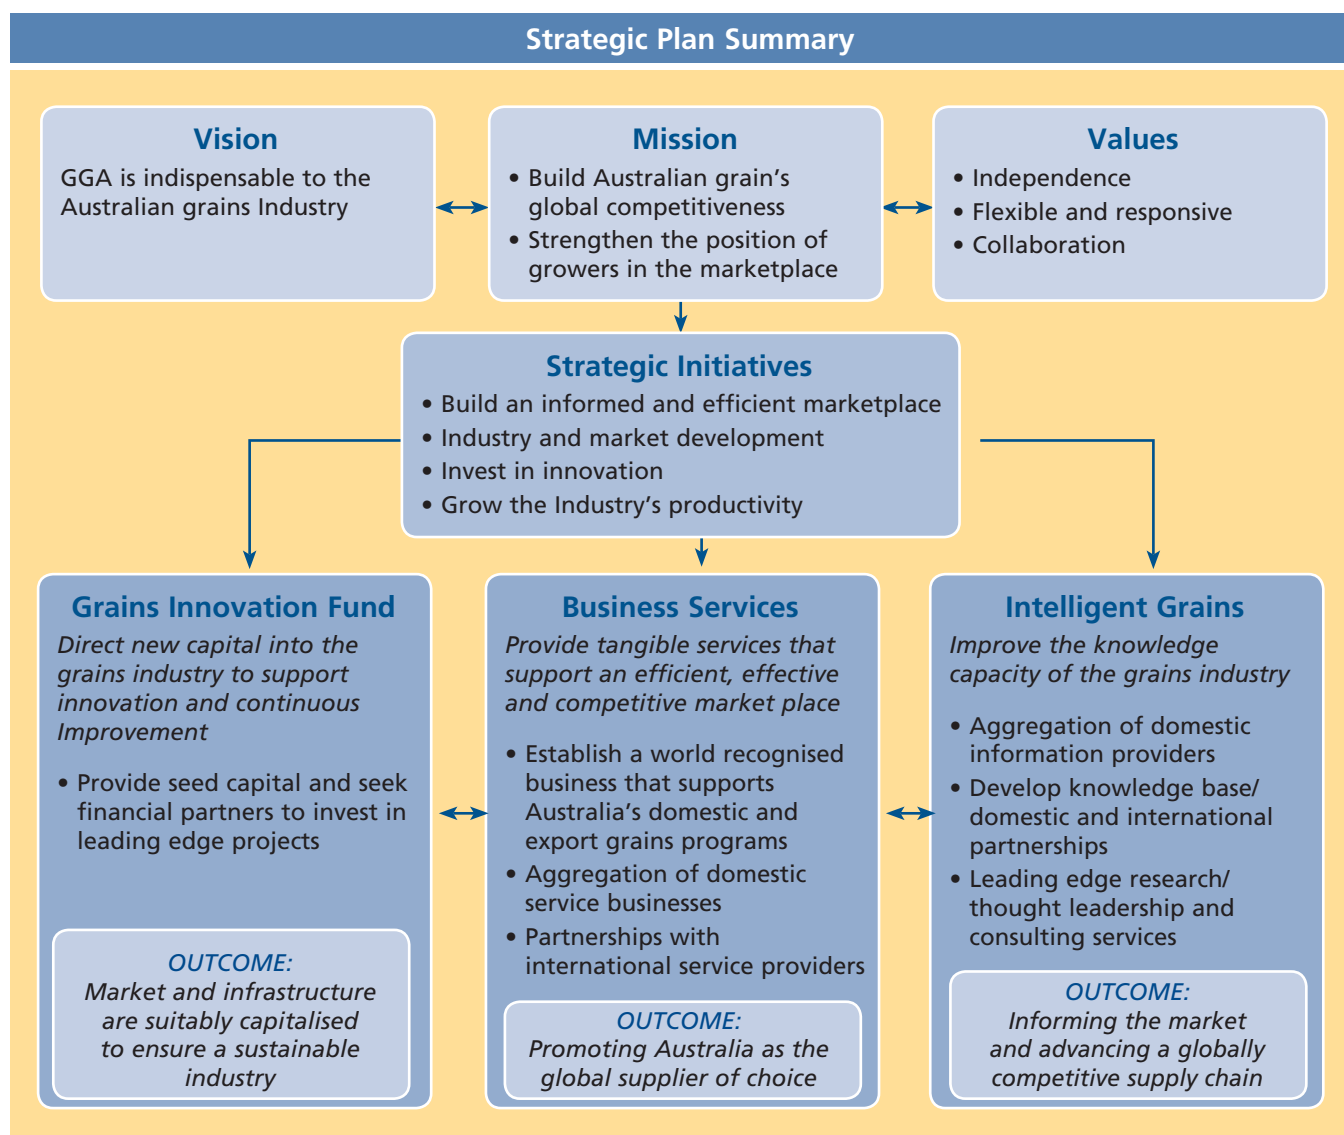 Strategic Plan Summary
Vision
GGA is indispensable to the
Australian grains Industry
Mission
• Build Australian grain's
global competitiveness
• Strengthen the position of
growers in the marketplace
Values
• Independence
• Flexible and responsive
• Collaboration
Strategic Initiatives
• Build an informed and efficient marketplace
• Industry and market development
• Invest in innovation
• Grow the Industry's productivity
Grains Innovation Fund
Direct new capital into the
grains industry to support
innovation and continuous
Improvement
• Provide seed capital and seek
financial partners to invest in
leading edge projects
OUTCOME:
Market and infrastructure
are suitably capitalised
to ensure a sustainable
industry
Business Services
Provide tangible services that
support an efficient, effective
and competitive market place
• Establish a world recognised
business that supports
Australia's domestic and
export grains programs
• Aggregation of domestic
service businesses
• Partnerships with
international service providers
OUTCOME:
Promoting Australia as the
global supplier of choice
Intelligent Grains
Improve the knowledge
capacity of the grains industry
• Aggregation of domestic
information providers
• Develop knowledge base/
domestic and international
partnerships
• Leading edge research/
thought leadership and
consulting services
OUTCOME:
Informing the market
and advancing a globally
competitive supply chain